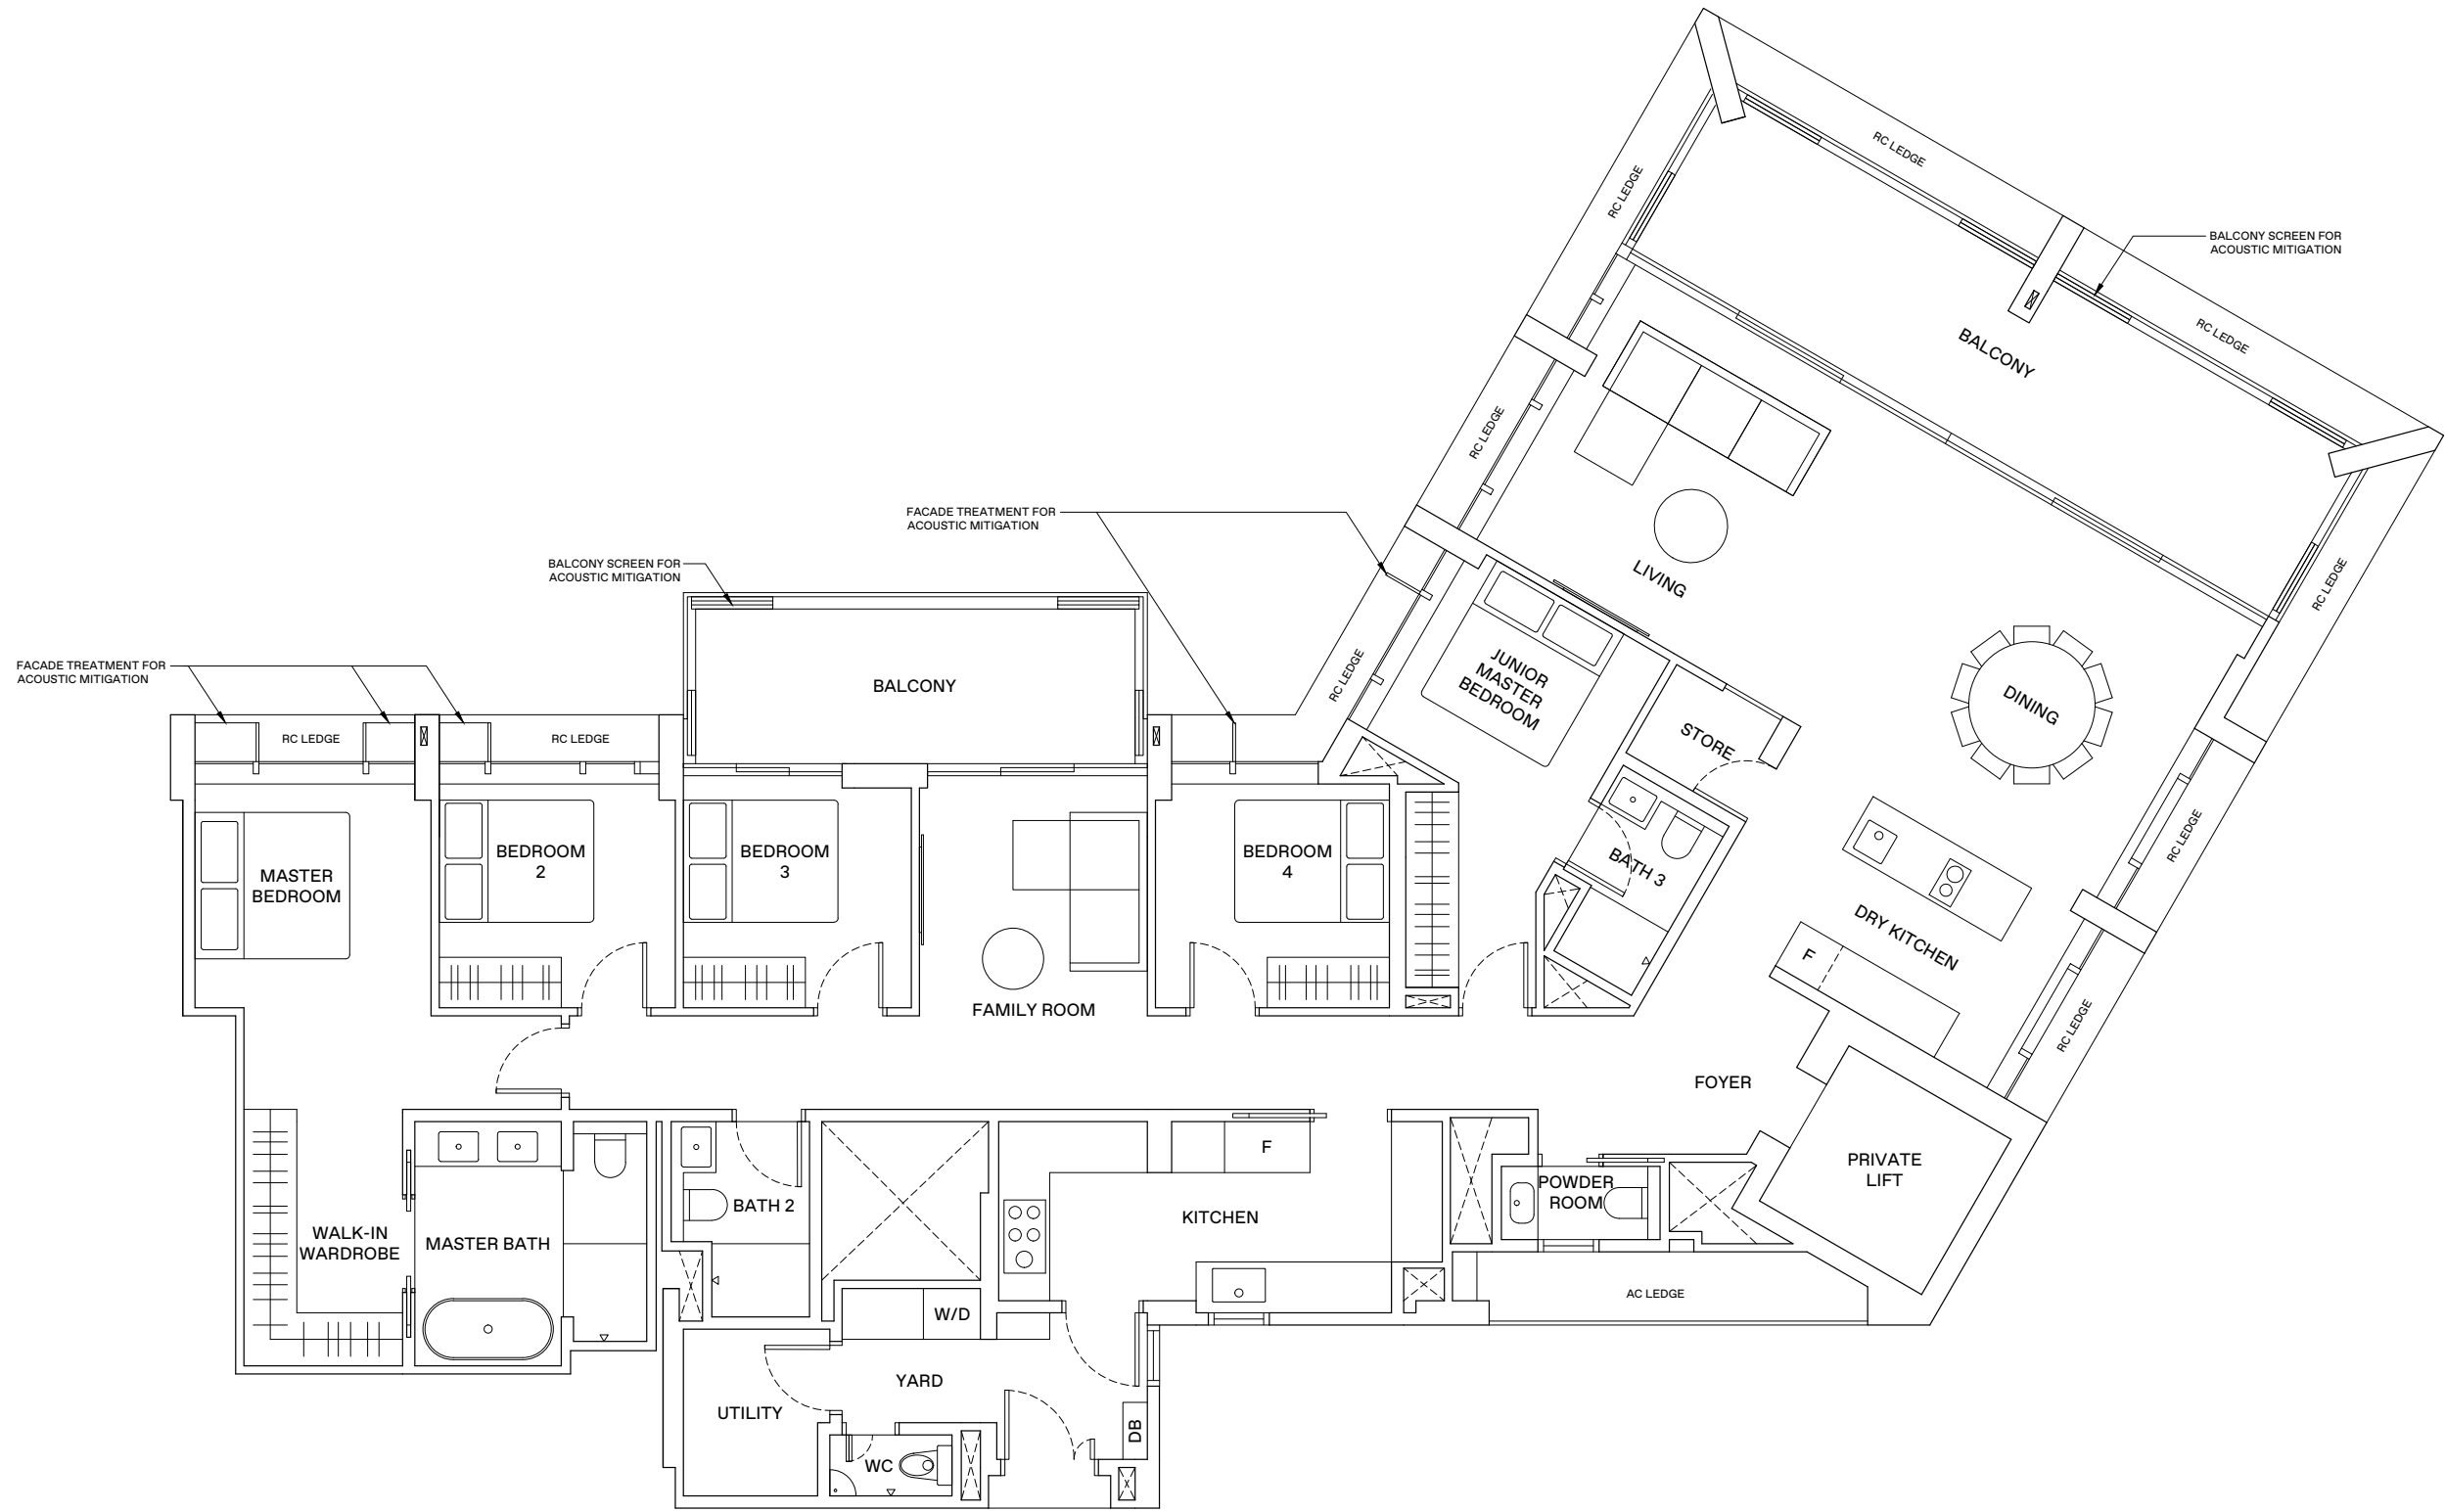 RC LEDGE
RC LEDGE
BALCONY SCREEN FOR
ACOUSTIC MITIGATION
BALCONY
RC LEDGE
RC LEDGE
FACADE TREATMENT FOR
ACOUSTIC MITIGATION
BALCONY SCREEN FOR
ACOUSTIC MITIGATION
LIVING
RC LEDGE
FACADE TREATMENT FOR
ACOUSTIC MITIGATION
BALCONY
RC LEDGE
JUNIOR
MASTER
BEDROOM
DINING
RC LEDGE
RC LEDGE
STORE
RC LEDGE
MASTER
BEDROOM
BEDROOM
2
BEDROOM
3
BEDROOM
4
BATH 3
DRY KITCHEN
F
FAMILY ROOM
RC LEDGE
FOYER
F
PRIVATE
LIFT
POWDER
ROOM
WALK-IN
WARDROBE
MASTER BATH
BATH 2
KITCHEN
AC LEDGE
W/D
YARD
UTILITY
DB
WC